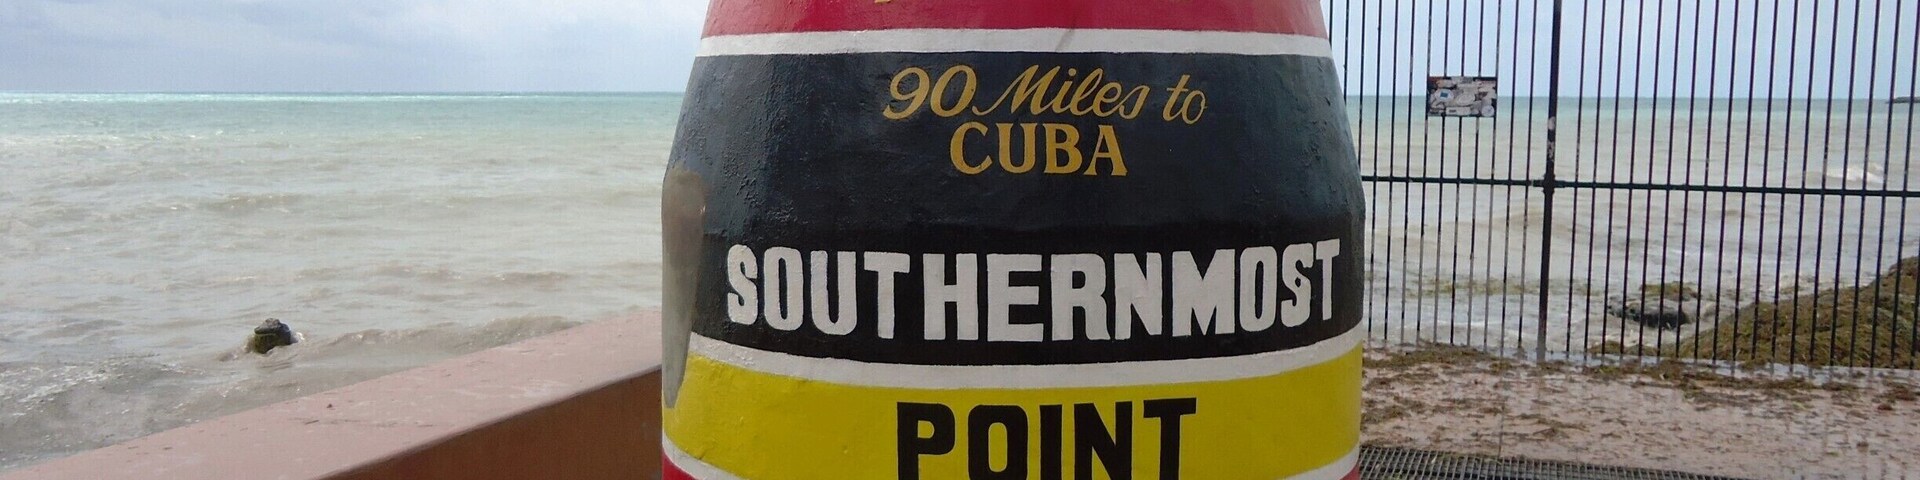 90 Miles to
CUBA
SOUTHERNMOST
POINT